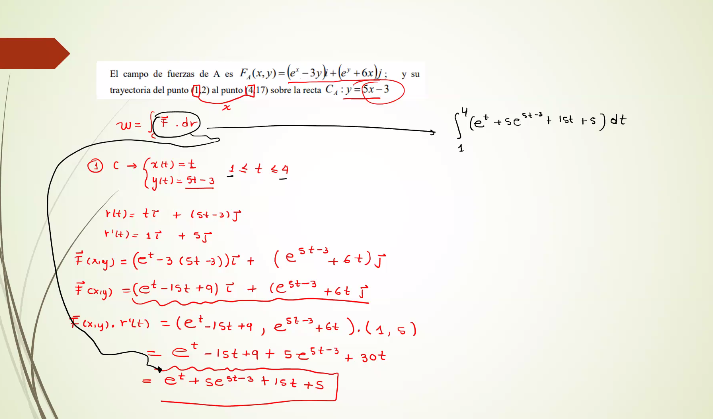 El campo de fuerzas de A es F_A(x,y) = (e^x − 3y)i + (e^y + 6x)j ; y su
trayectoria del punto (1,2) al punto (4,17) sobre la recta C_A : y = 5x − 3
x
w = ∫_C F⃗ · dr
∫_1^4 (e^t + 5e^{5t-3} + 15t + 5) dt
① C → { x(t) = t
y(t) = 5t − 3
1 ≤ t ≤ 4
r(t) = t i + (5t−3) j
r'(t) = 1 i + 5 j
F⃗(x,y) = (e^t − 3(5t−3)) i + (e^{5t−3} + 6t) j
F⃗(x,y) = (e^t − 15t + 9) i + (e^{5t−3} + 6t j
F(x,y) · r'(t) = (e^t − 15t + 9 , e^{5t−3} + 6t) · (1, 5)
= e^t − 15t + 9 + 5e^{5t−3} + 30t
= e^t + 5e^{5t−3} + 15t + 5